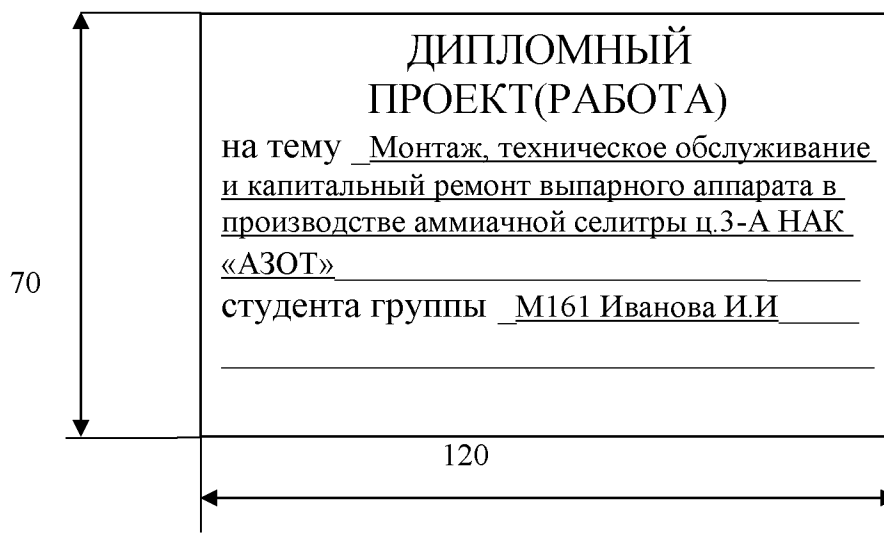 ДИПЛОМНЫЙ
ПРОЕКТ(РАБОТА)
на тему _Монтаж, техническое обслуживание
и капитальный ремонт выпарного аппарата в
производстве аммиачной селитры ц.3-А НАК
«АЗОТ»
70
студента группы _М161 Иванова И.И
120